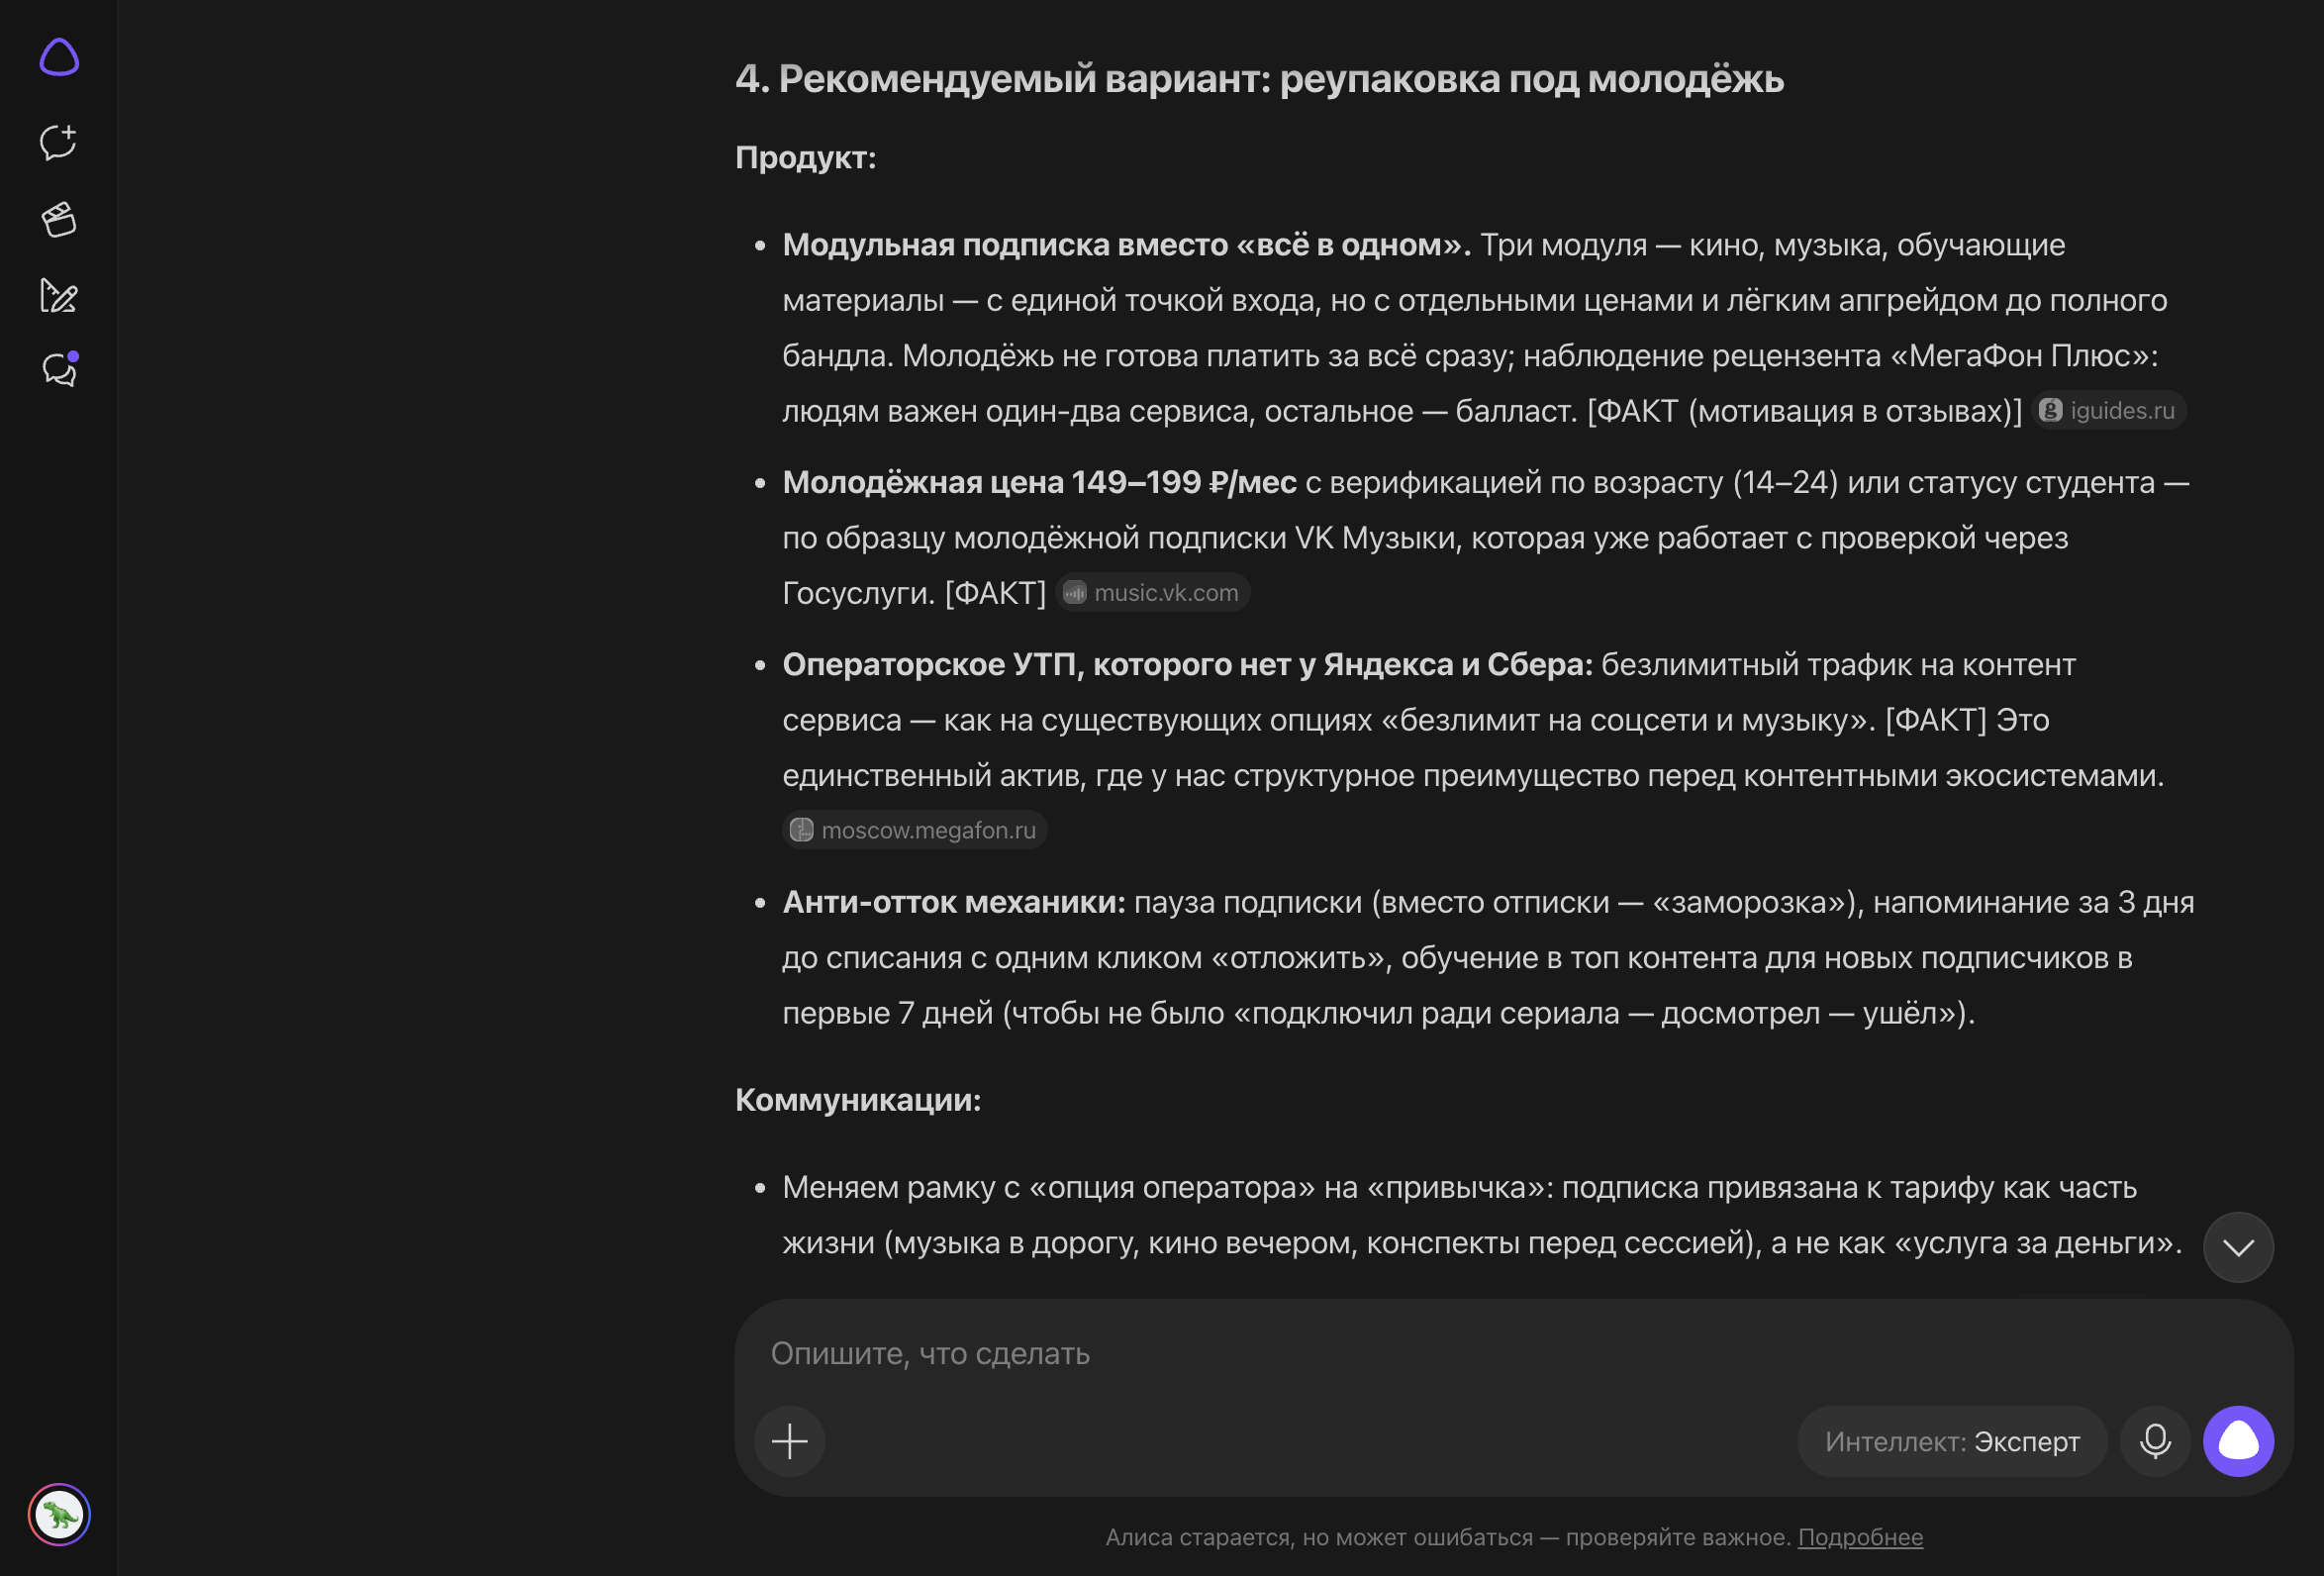 4. Рекомендуемый вариант: реупаковка под молодёжь
Продукт:
• Модульная подписка вместо «всё в одном». Три модуля — кино, музыка, обучающие
материалы — с единой точкой входа, но с отдельными ценами и лёгким апгрейдом до полного
бандла. Молодёжь не готова платить за всё сразу; наблюдение рецензента «МегаФон Плюс»:
людям важен один-два сервиса, остальное — балласт. [ФАКТ (мотивация в отзывах)] iguides.ru
• Молодёжная цена 149–199 ₽/мес с верификацией по возрасту (14–24) или статусу студента —
по образцу молодёжной подписки VK Музыки, которая уже работает с проверкой через
Госуслуги. [ФАКТ] music.vk.com
• Операторское УТП, которого нет у Яндекса и Сбера: безлимитный трафик на контент
сервиса — как на существующих опциях «безлимит на соцсети и музыку». [ФАКТ] Это
единственный актив, где у нас структурное преимущество перед контентными экосистемами.
moscow.megafon.ru
• Анти-отток механики: пауза подписки (вместо отписки — «заморозка»), напоминание за 3 дня
до списания с одним кликом «отложить», обучение в топ контента для новых подписчиков в
первые 7 дней (чтобы не было «подключил ради сериала — досмотрел — ушёл»).
Коммуникации:
• Меняем рамку с «опция оператора» на «привычка»: подписка привязана к тарифу как часть
жизни (музыка в дорогу, кино вечером, конспекты перед сессией), а не как «услуга за деньги».
Опишите, что сделать
Интеллект: Эксперт
Алиса старается, но может ошибаться — проверяйте важное. Подробнее